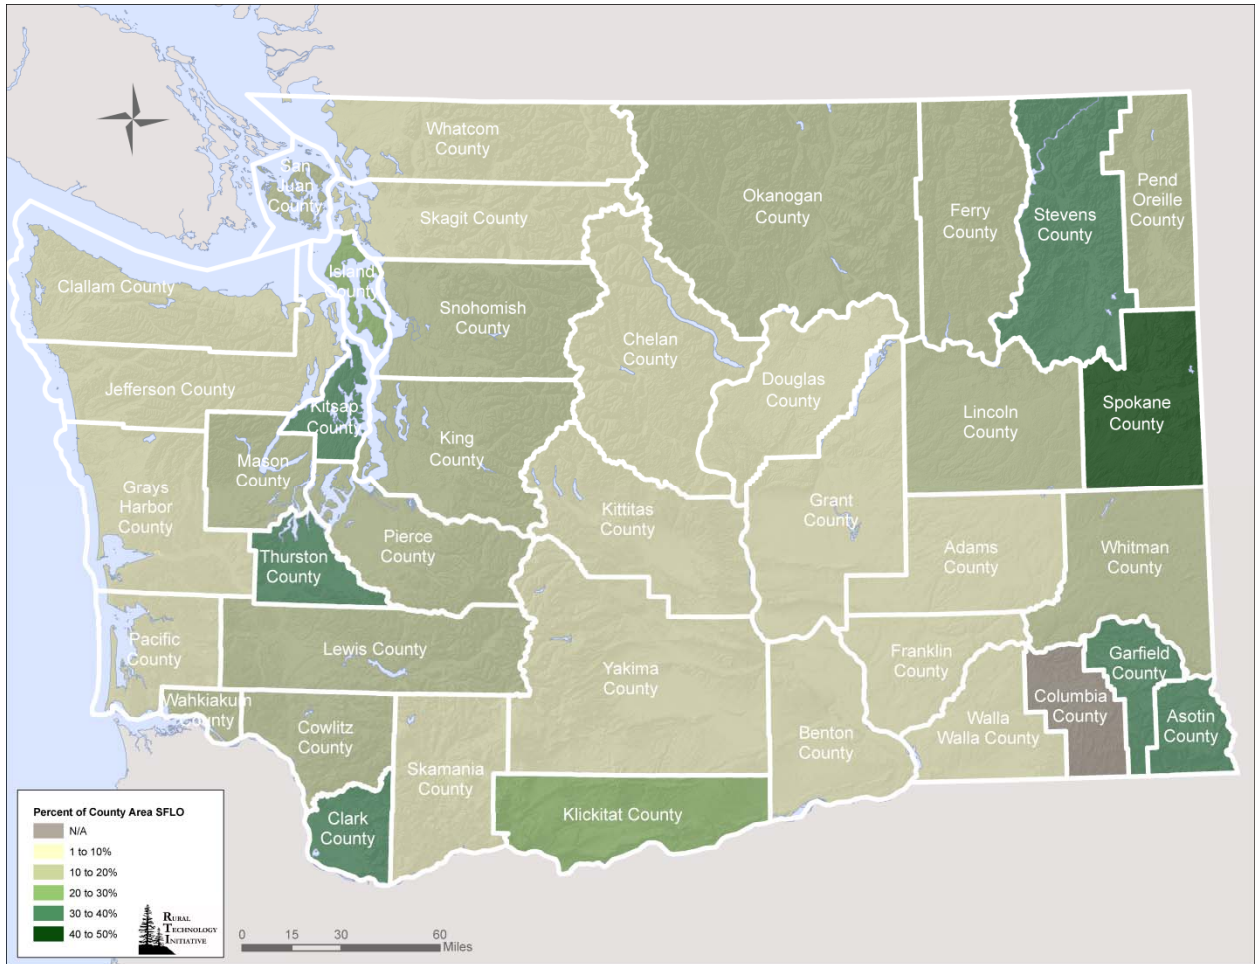 Whatcom
County
San
Juan
County
Skagit County
Okanogan
County
Ferry
County
Stevens
County
Pend
Oreille
County
Island
County
Clallam County
Snohomish
County
Chelan
County
Jefferson County
Douglas
County
Kitsap
County
Lincoln
County
Spokane
County
King
County
Mason
County
Grays
Harbor
County
Kittitas
County
Grant
County
Pierce
County
Thurston
County
Adams
County
Whitman
County
Pacific
County
Lewis County
Yakima
County
Franklin
County
Garfield
County
Columbia
County
Asotin
County
Wahkiakum
County
Cowlitz
County
Skamania
County
Benton
County
Walla
Walla County
Klickitat County
Clark
County
Percent of County Area SFLO
N/A
1 to 10%
10 to 20%
20 to 30%
30 to 40%
40 to 50%
RURAL
TECHNOLOGY
INITIATIVE
0 15 30 60
Miles